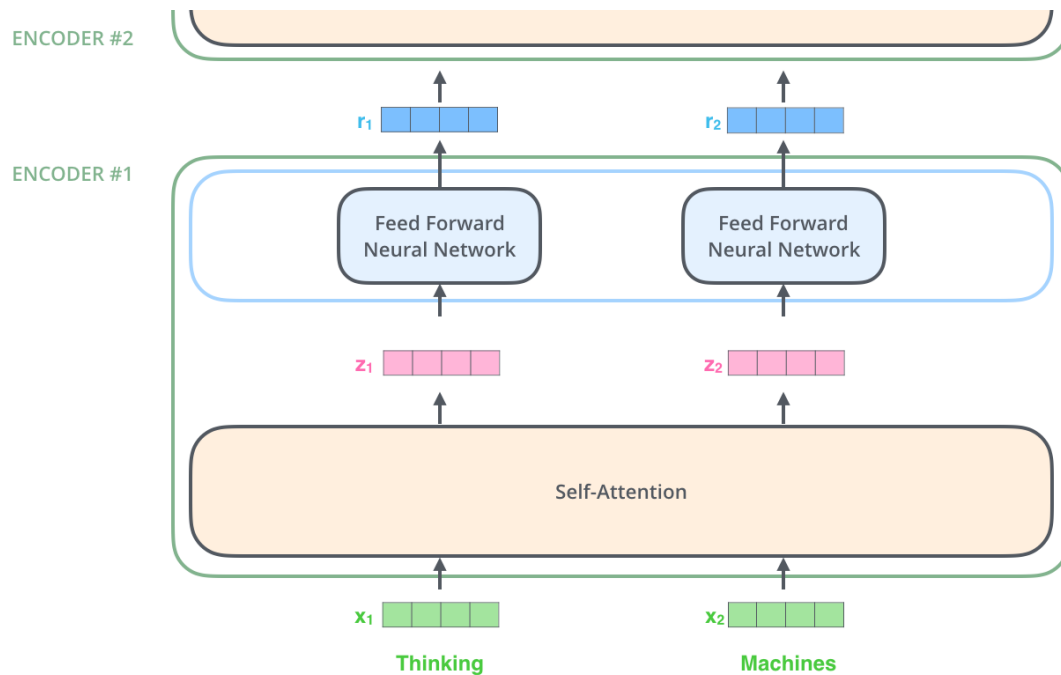 ENCODER #2
r₁
r₂
ENCODER #1
Feed Forward
Neural Network
Feed Forward
Neural Network
z₁
z₂
Self-Attention
x₁
x₂
Thinking
Machines